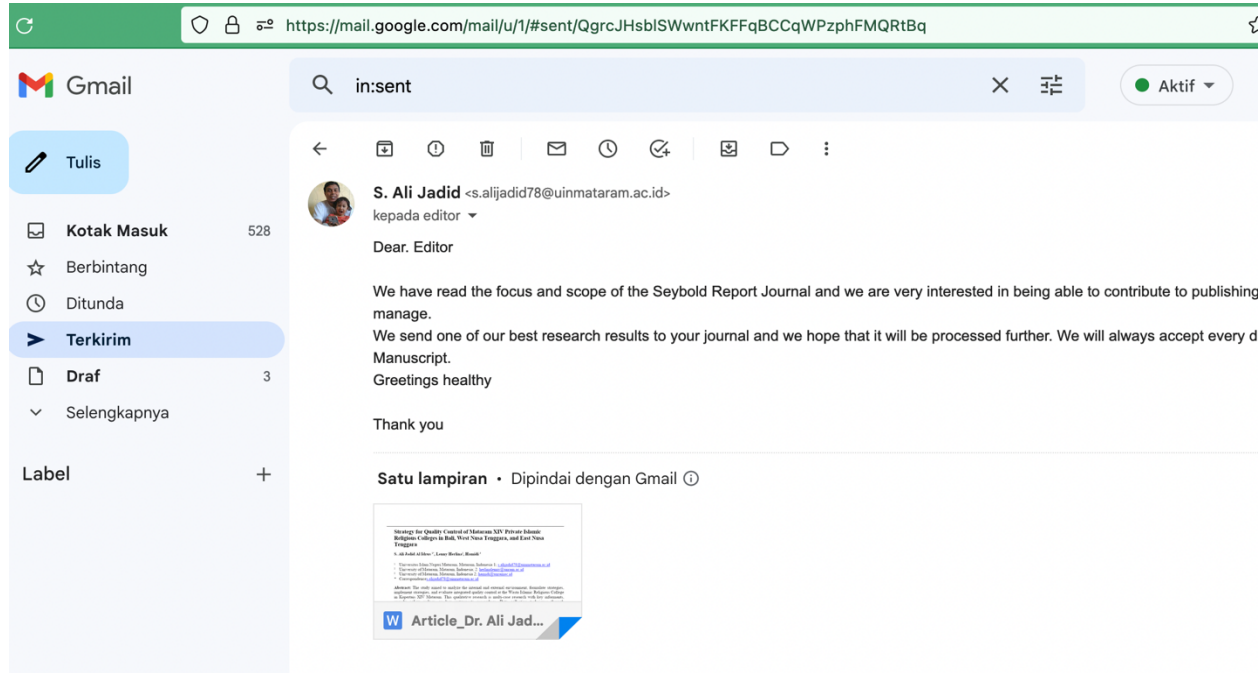 https://mail.google.com/mail/u/1/#sent/QgrcJHsblSWwntFKFFqBCCqWPzphFMQRtBq
Gmail
in:sent
Aktif
Tulis
Kotak Masuk 528
Berbintang
Ditunda
Terkirim
Draf 3
Selengkapnya
Label
S. Ali Jadid <s.alijadid78@uinmataram.ac.id>
kepada editor
Dear. Editor
We have read the focus and scope of the Seybold Report Journal and we are very interested in being able to contribute to publishing
manage.
We send one of our best research results to your journal and we hope that it will be processed further. We will always accept every d
Manuscript.
Greetings healthy
Thank you
Satu lampiran • Dipindai dengan Gmail
Strategy for Quality Control of Mataram XIV Private Islamic
Religious Colleges in Bali, West Nusa Tenggara, and East Nusa
Tenggara
W Article_Dr. Ali Jad...